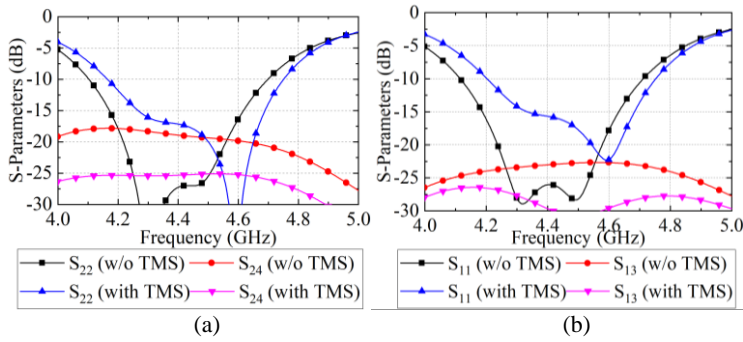 S-Parameters (dB)
0
-5
-10
-15
-20
-25
-30
4.0 4.2 4.4 4.6 4.8 5.0
Frequency (GHz)
S22 (w/o TMS) S24 (w/o TMS)
S22 (with TMS) S24 (with TMS)
(a)
S-Parameters (dB)
0
-5
-10
-15
-20
-25
-30
4.0 4.2 4.4 4.6 4.8 5.0
Frequency (GHz)
S11 (w/o TMS) S13 (w/o TMS)
S11 (with TMS) S13 (with TMS)
(b)